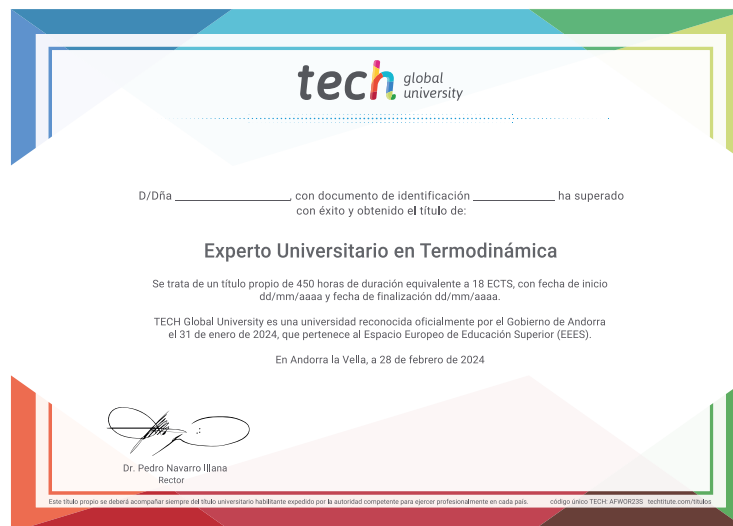 tech global university
D/Dña ________________, con documento de identificación ____________ ha superado
con éxito y obtenido el título de:
Experto Universitario en Termodinámica
Se trata de un título propio de 450 horas de duración equivalente a 18 ECTS, con fecha de inicio
dd/mm/aaaa y fecha de finalización dd/mm/aaaa.
TECH Global University es una universidad reconocida oficialmente por el Gobierno de Andorra
el 31 de enero de 2024, que pertenece al Espacio Europeo de Educación Superior (EEES).
En Andorra la Vella, a 28 de febrero de 2024
Dr. Pedro Navarro Illana
Rector
Este título propio se deberá acompañar siempre del título universitario habilitante expedido por la autoridad competente para ejercer profesionalmente en cada país. código único TECH: AFWOR23S techtitute.com/titulos